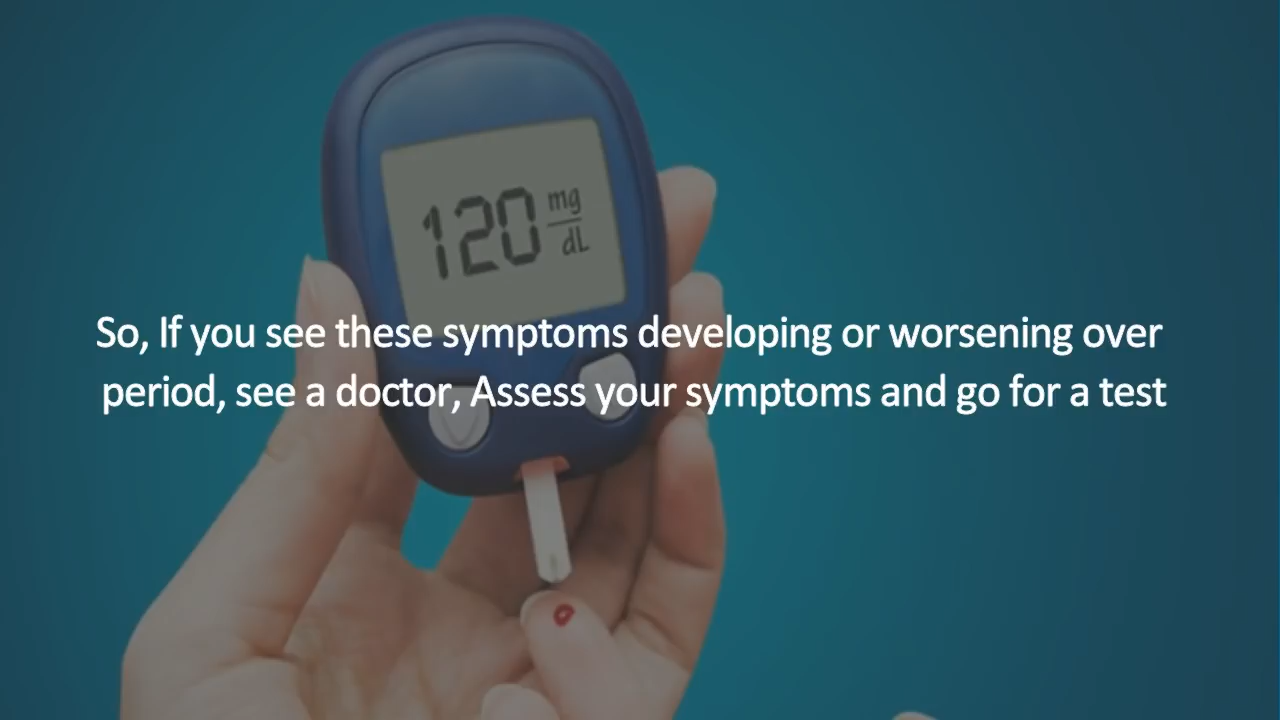 120 mg
dL
So, If you see these symptoms developing or worsening over
period, see a doctor, Assess your symptoms and go for a test